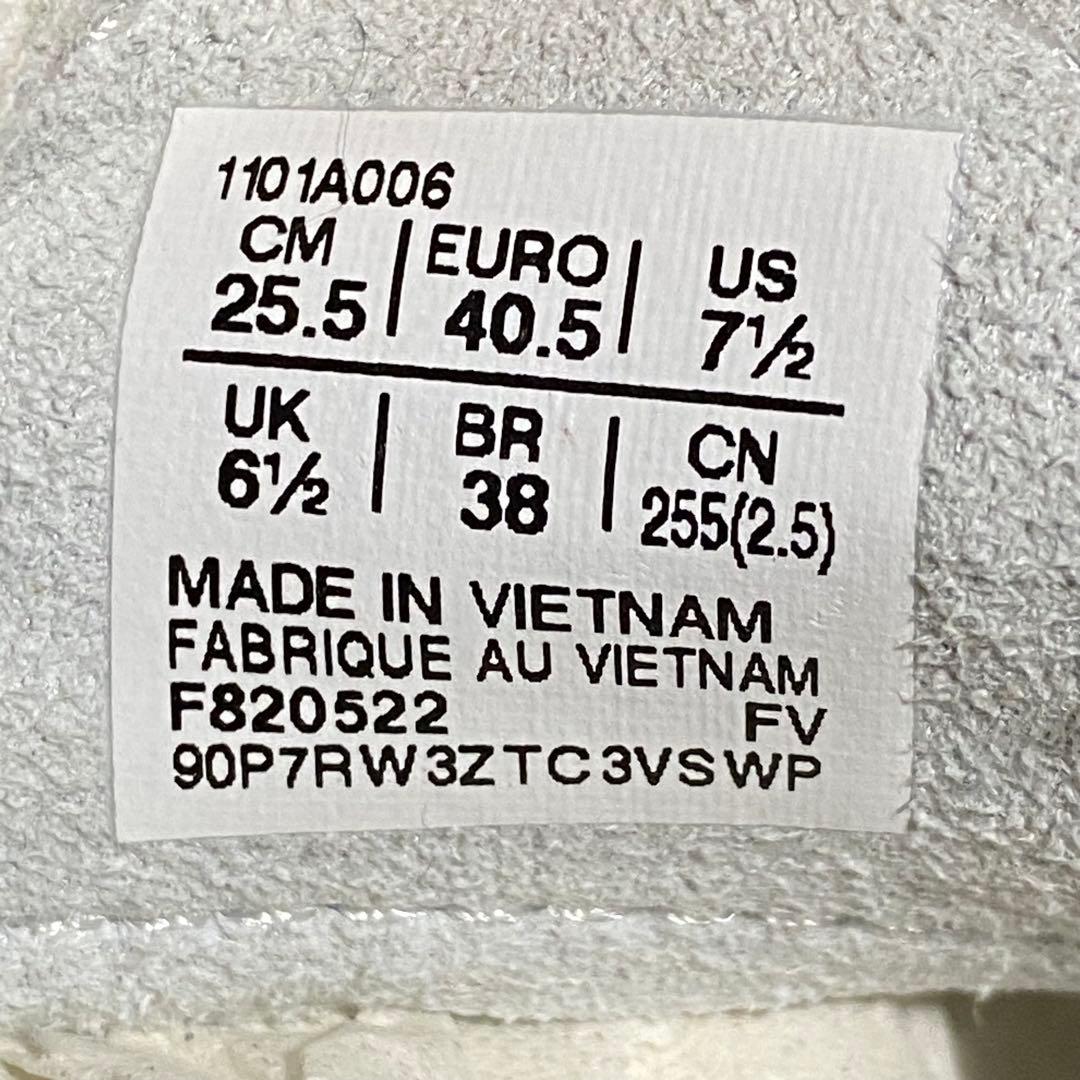 1101A006
CM | EURO | US
25.5 | 40.5 | 7½
UK | BR | CN
6½ | 38 | 255(2.5)
MADE IN VIETNAM
FABRIQUE AU VIETNAM
F820522 FV
90P7RW3ZTC3VSWP